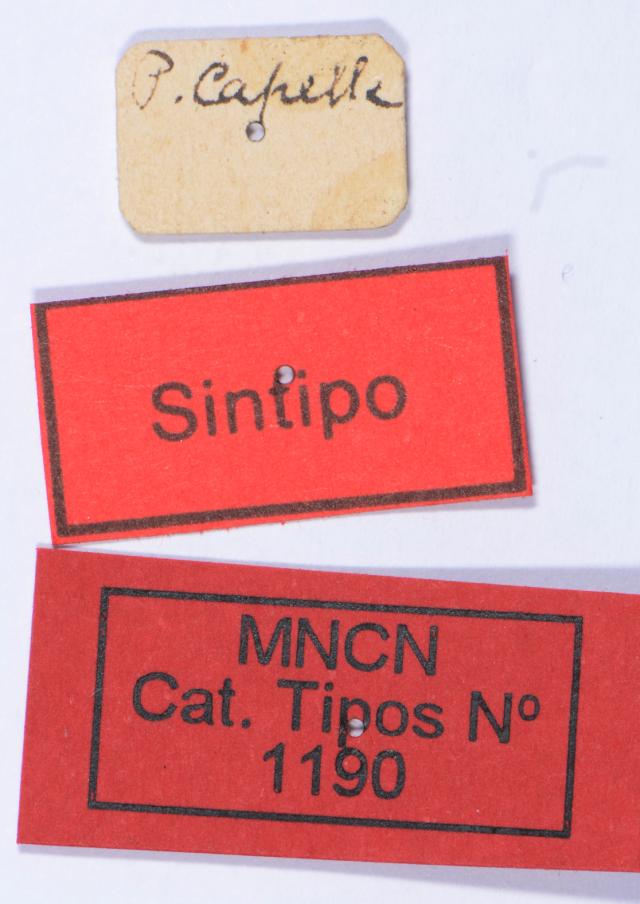 P. Capelle
Sintipo
MNCN
Cat. Tipos Nº
1190